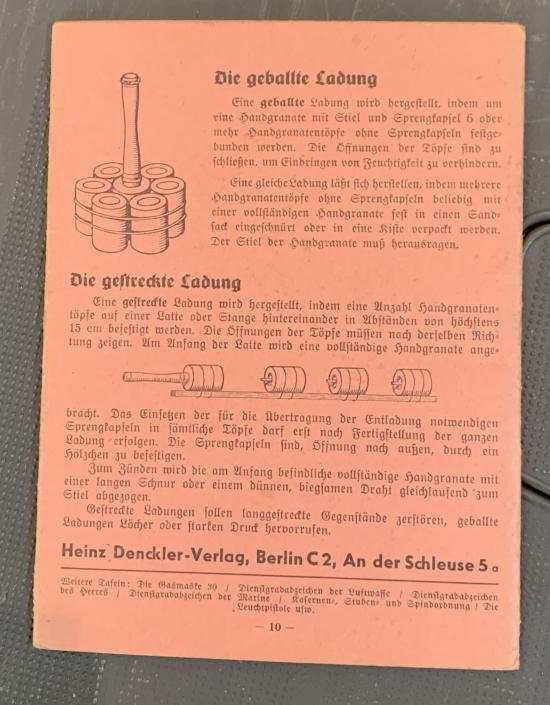 Die geballte Ladung
Eine geballte Ladung wird hergestellt, indem um
eine Handgranate mit Stiel und Sprengkapsel 6 oder
mehr Handgranatentöpfe ohne Sprengkapseln festge-
bunden werden. Die Öffnungen der Töpfe sind zu
schließen, um Eindringen von Feuchtigkeit zu verhindern.
Eine gleiche Ladung läßt sich herstellen, indem mehrere
Handgranatentöpfe ohne Sprengkapseln beliebig mit
einer vollständigen Handgranate fest in einen Sand-
sack eingeschnürt oder in eine Kiste verpackt werden.
Der Stiel der Handgranate muß herausragen.
Die gestreckte Ladung
Eine gestreckte Ladung wird hergestellt, indem eine Anzahl Handgranaten-
töpfe auf einer Latte oder Stange hintereinander in Abständen von höchstens
15 cm befestigt werden. Die Öffnungen der Töpfe müssen nach derselben Rich-
tung zeigen. Am Anfang der Latte wird eine vollständige Handgranate ange-
bracht. Das Einsetzen der für die Übertragung der Entladung notwendigen
Sprengkapseln in sämtliche Töpfe darf erst nach Fertigstellung der ganzen
Ladung erfolgen. Die Sprengkapseln sind, Öffnung nach außen, durch ein
Hölzchen zu befestigen.
Zum Zünden wird die am Anfang befindliche vollständige Handgranate mit
einer langen Schnur oder einem dünnen, biegsamen Draht gleichlaufend zum
Stiel abgezogen.
Gestreckte Ladungen sollen langgestreckte Gegenstände zerstören, geballte
Ladungen Löcher oder starken Druck hervorrufen.
Heinz Denckler-Verlag, Berlin C 2, An der Schleuse 5 a
Weitere Tafeln: Die Gasmaske 30 / Dienstgradabzeichen der Luftwaffe / Dienstgradabzeichen
des Heeres / Dienstgradabzeichen der Marine / Kasernen-, Stuben- und Spindordnung / Die
Leuchtpistole usw.
— 10 —